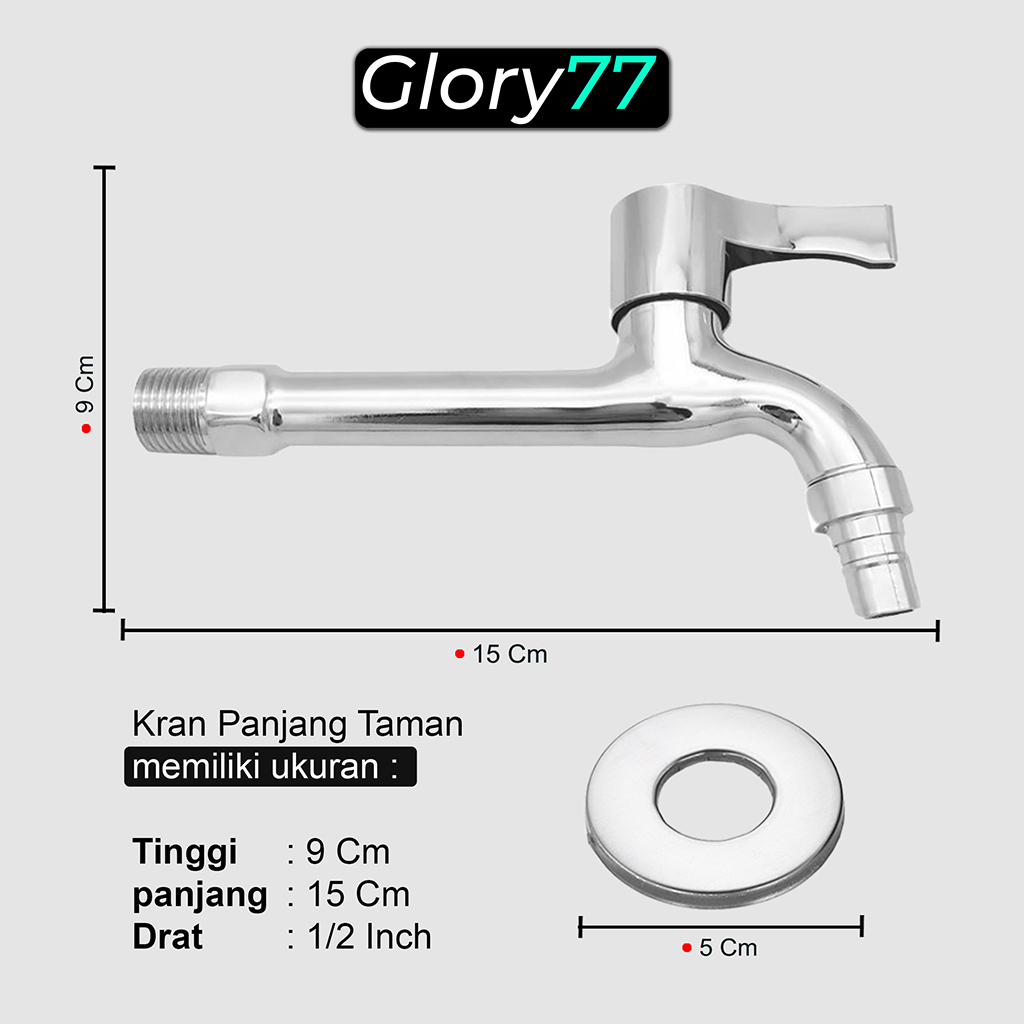 Glory77
• 9 Cm
• 15 Cm
Kran Panjang Taman
memiliki ukuran :
Tinggi : 9 Cm
panjang : 15 Cm
Drat : 1/2 Inch
• 5 Cm